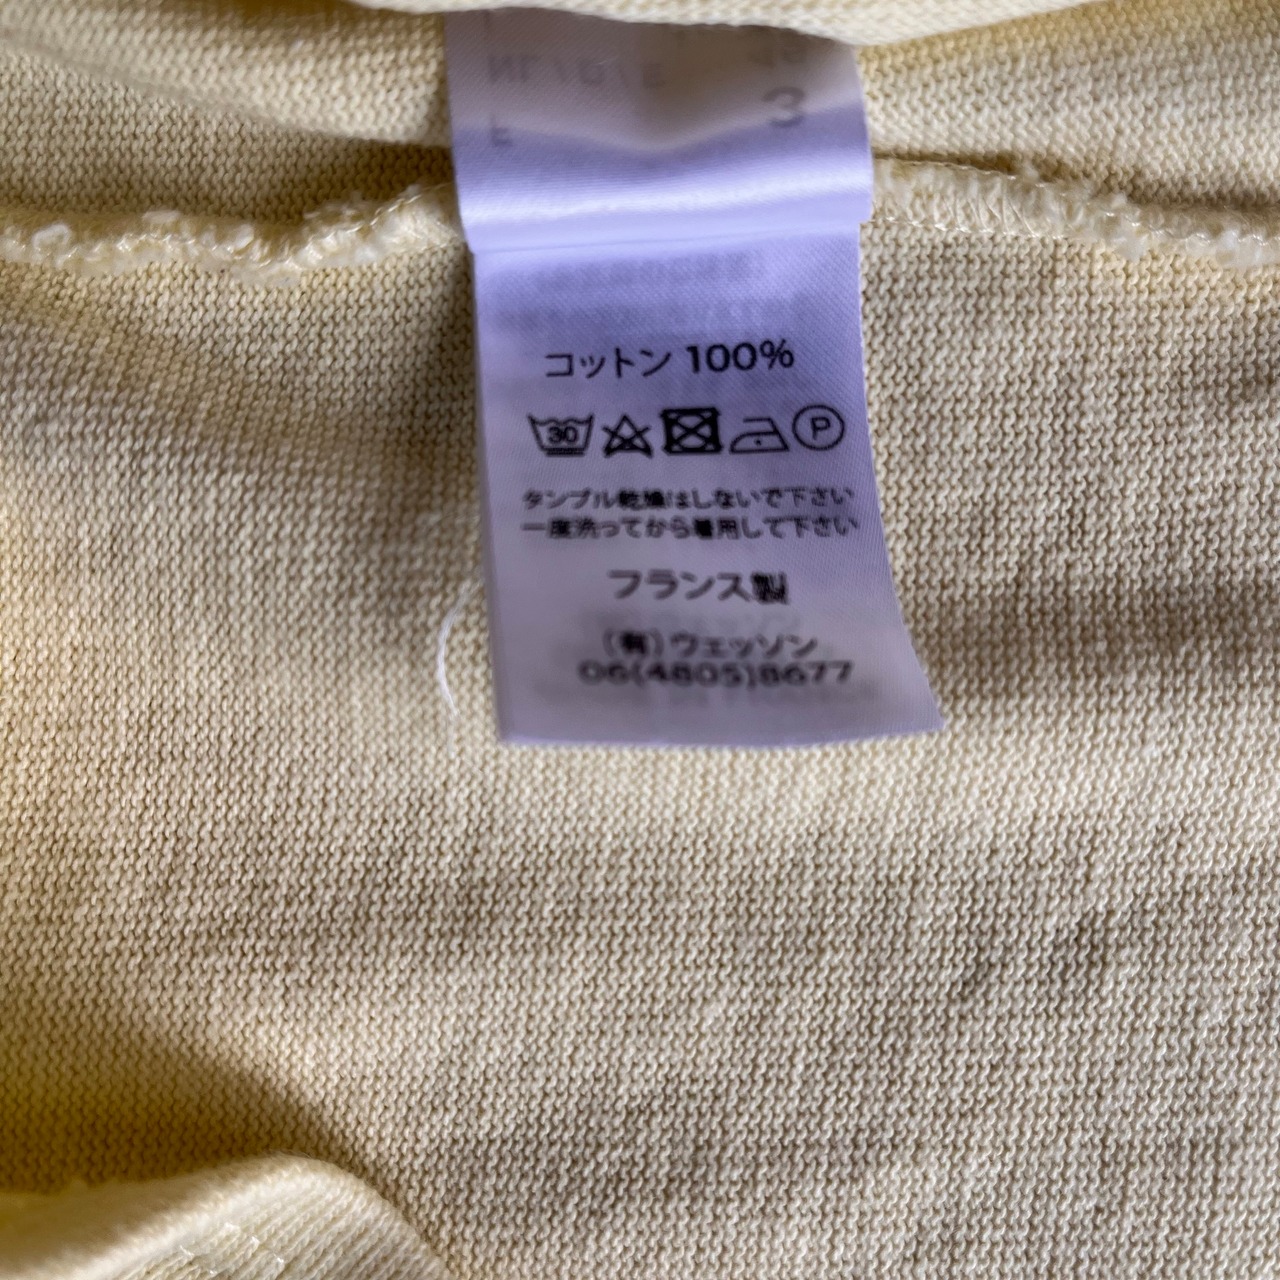 3
コットン 100%
30 P
タンブル乾燥はしないで下さい
一度洗ってから着用して下さい
フランス製
(有)ウェッソン
06(4805)8677